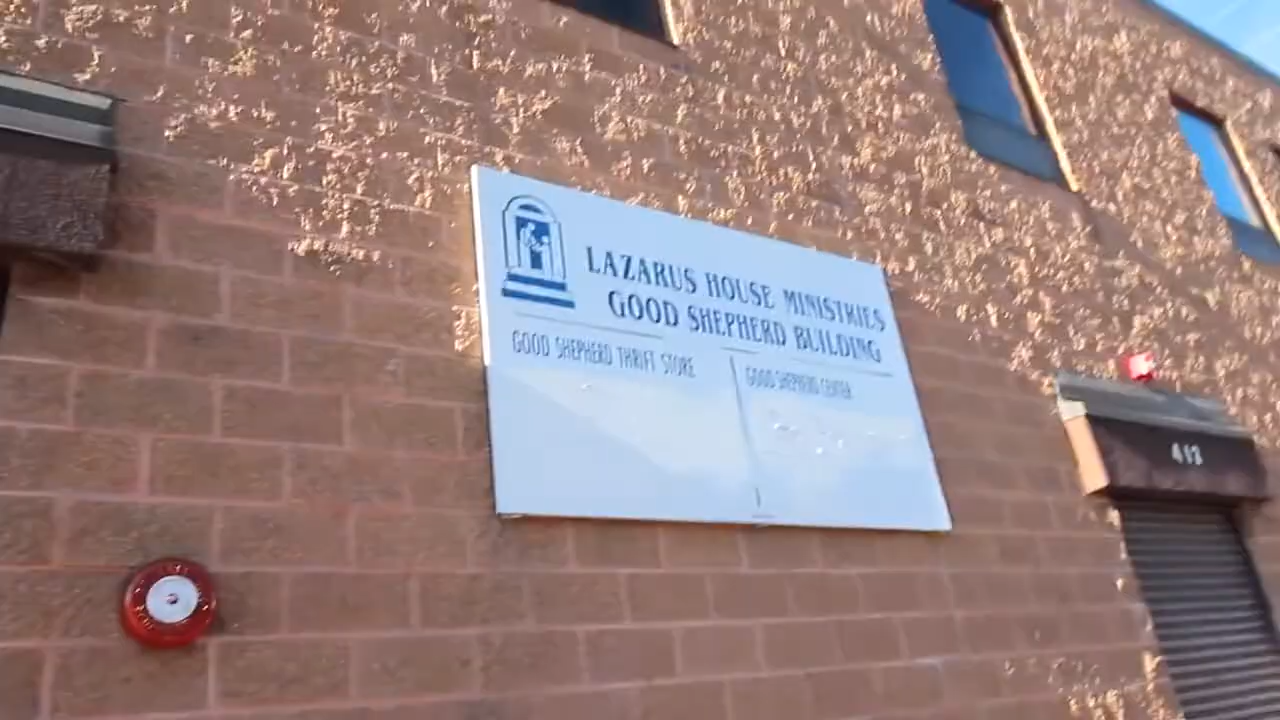 LAZARUS HOUSE MINISTRIES
GOOD SHEPHERD BUILDING
GOOD SHEPHERD THRIFT STORE
GOOD SHEPHERD CENTER
413